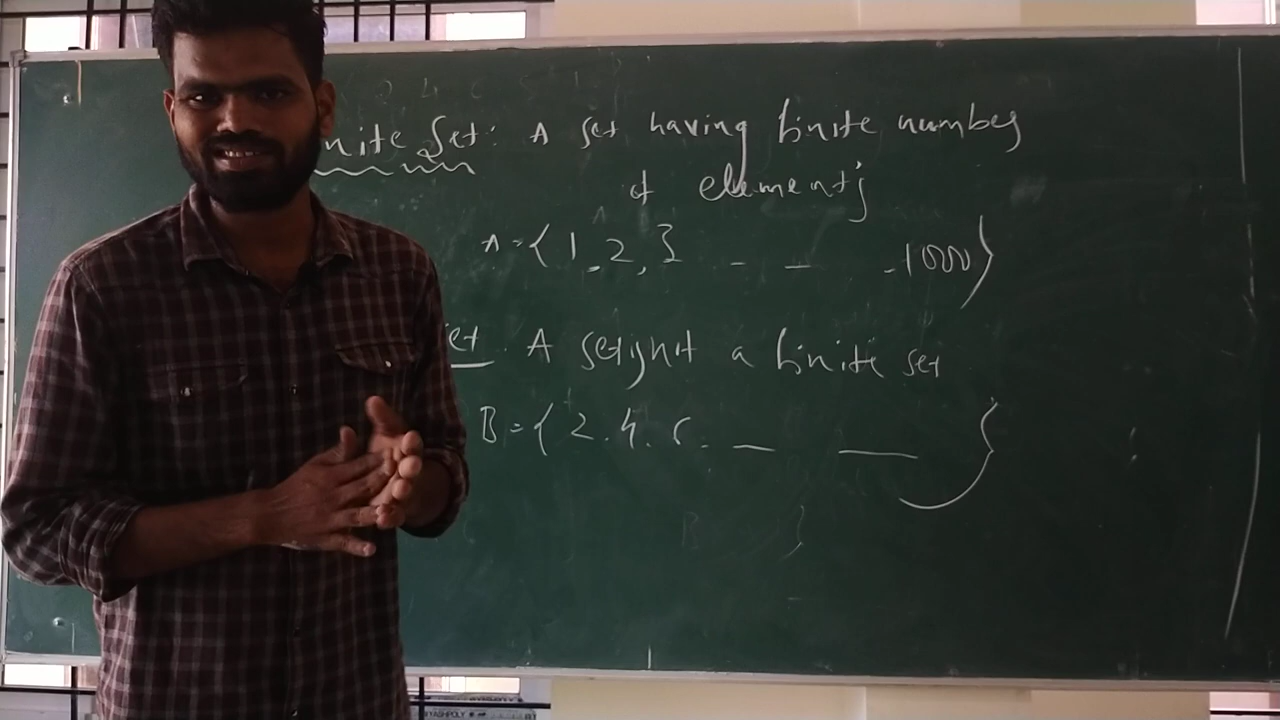 nite Set: A set having finite number
of elements
A = { 1, 2, 3 _ _ . 1000 }
et. A set is not a finite set
B = { 2. 4. 6. _ _ }